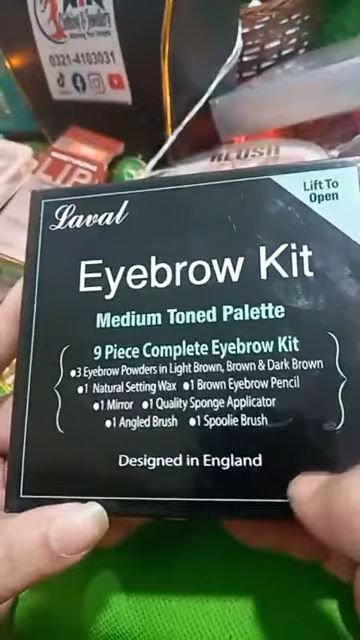 0321-4103031
LIP
BLUSH
Lift To
Open
Laval
Eyebrow Kit
Medium Toned Palette
9 Piece Complete Eyebrow Kit
•3 Eyebrow Powders in Light Brown, Brown & Dark Brown
•1 Natural Setting Wax •1 Brown Eyebrow Pencil
•1 Mirror •1 Quality Sponge Applicator
•1 Angled Brush •1 Spoolie Brush
Designed in England